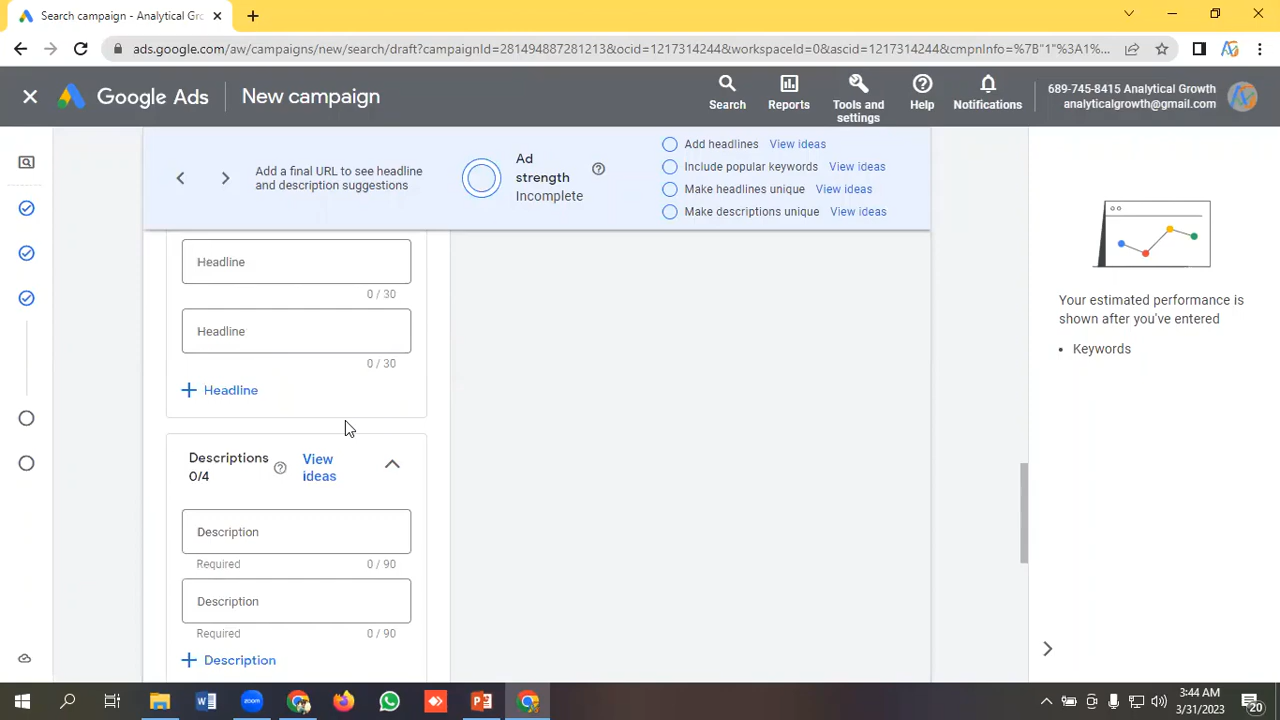 Search campaign - Analytical Gro
ads.google.com/aw/campaigns/new/search/draft?campaignId=281494887281213&ocid=1217314244&workspaceId=0&ascid=1217314244&cmpnInfo=%7B"1"%3A1%...
Google Ads
New campaign
Search
Reports
Tools and
settings
Help
Notifications
689-745-8415 Analytical Growth
analyticalgrowth@gmail.com
Add a final URL to see headline
and description suggestions
Ad
strength
Incomplete
Add headlines View ideas
Include popular keywords View ideas
Make headlines unique View ideas
Make descriptions unique View ideas
Headline
0 / 30
Headline
0 / 30
+ Headline
Descriptions
0/4
View
ideas
Description
Required 0 / 90
Description
Required 0 / 90
+ Description
Your estimated performance is
shown after you've entered
• Keywords
3:44 AM
3/31/2023
20